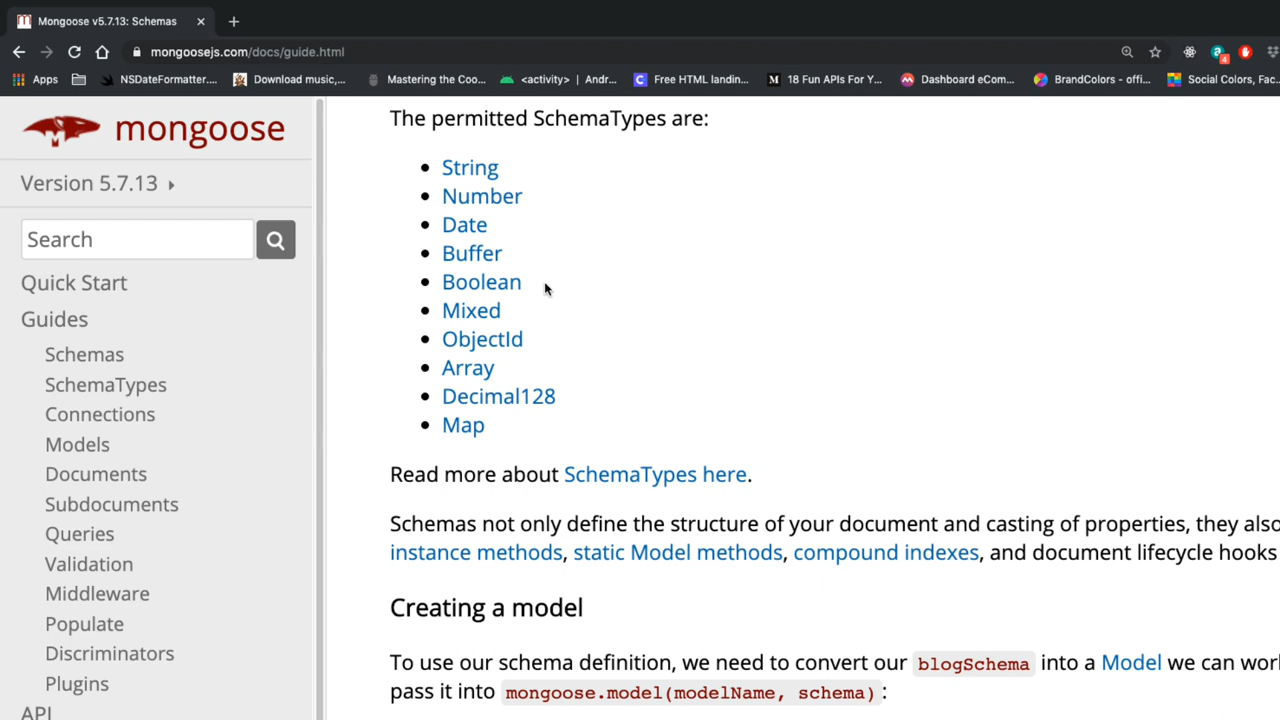 Mongoose v5.7.13: Schemas
mongoosejs.com/docs/guide.html
Apps
NSDateFormatter....
Download music,...
Mastering the Coo...
<activity> | Andr...
Free HTML landin...
18 Fun APIs For Y...
Dashboard eCom...
BrandColors - offi...
Social Colors, Fac...
4
M
mongoose
Version 5.7.13
Search
Quick Start
Guides
Schemas
SchemaTypes
Connections
Models
Documents
Subdocuments
Queries
Validation
Middleware
Populate
Discriminators
Plugins
API
The permitted SchemaTypes are:
String
Number
Date
Buffer
Boolean
Mixed
ObjectId
Array
Decimal128
Map
Read more about SchemaTypes here.
Schemas not only define the structure of your document and casting of properties, they also
instance methods, static Model methods, compound indexes, and document lifecycle hooks
Creating a model
To use our schema definition, we need to convert our blogSchema into a Model we can
pass it into mongoose.model(modelName, schema):